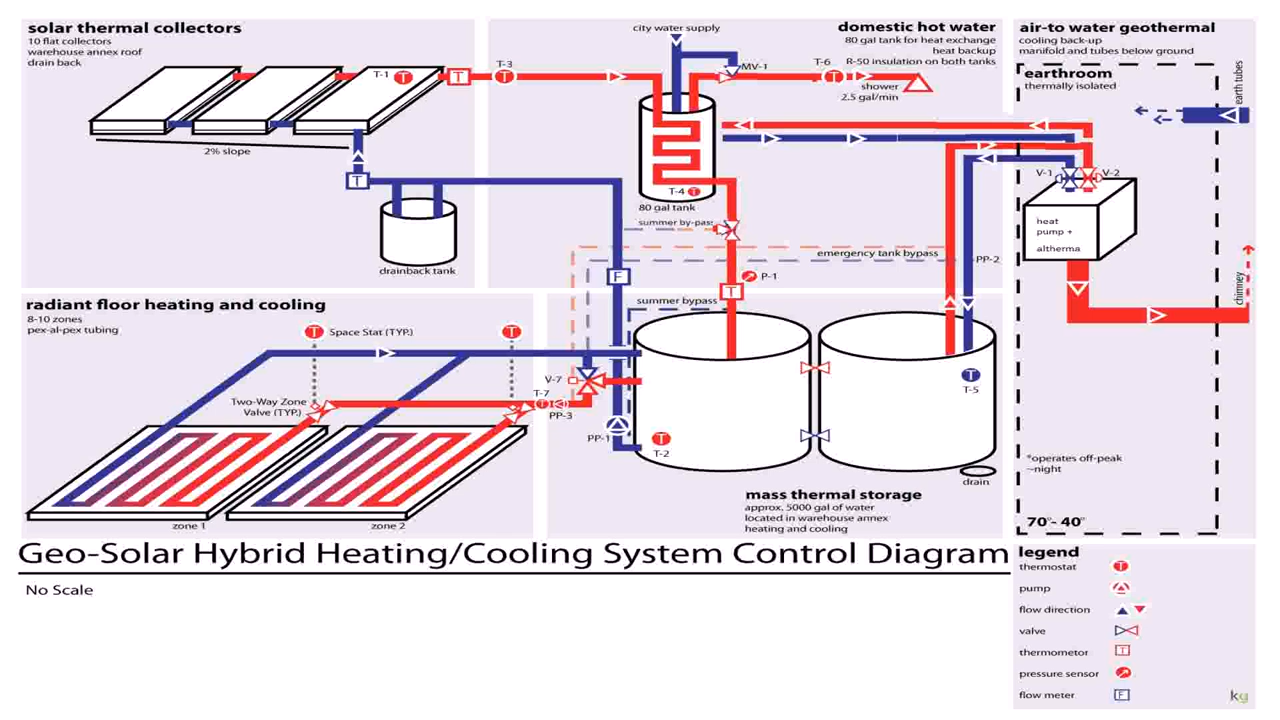 solar thermal collectors
10 flat collectors
warehouse annex roof
drain back
T-1
T
T
2% slope
T
drainback tank
city water supply
domestic hot water
80 gal tank for heat exchange
heat backup
R-50 insulation on both tanks
T-3
T
MV-1
T-6
T
shower
2.5 gal/min
T-4
T
80 gal tank
summer by-pass
emergency tank bypass
PP-2
F
P-1
T
air-to water geothermal
cooling back-up
manifold and tubes below ground
earthroom
thermally isolated
earth tubes
V-1
V-2
heat
pump +
altherma
chimney
*operates off-peak
~night
70°- 40°
radiant floor heating and cooling
8-10 zones
pex-al-pex tubing
T
Space Stat (TYP.)
T
Two-Way Zone
Valve (TYP.)
V-7
T-7
T
PP-3
zone 1
zone 2
summer bypass
PP-1
T
T-2
T
T-5
drain
mass thermal storage
approx. 5000 gal of water
located in warehouse annex
heating and cooling
Geo-Solar Hybrid Heating/Cooling System Control Diagram
No Scale
legend
thermostat
T
pump
flow direction
valve
thermometor
T
pressure sensor
flow meter
F
kg